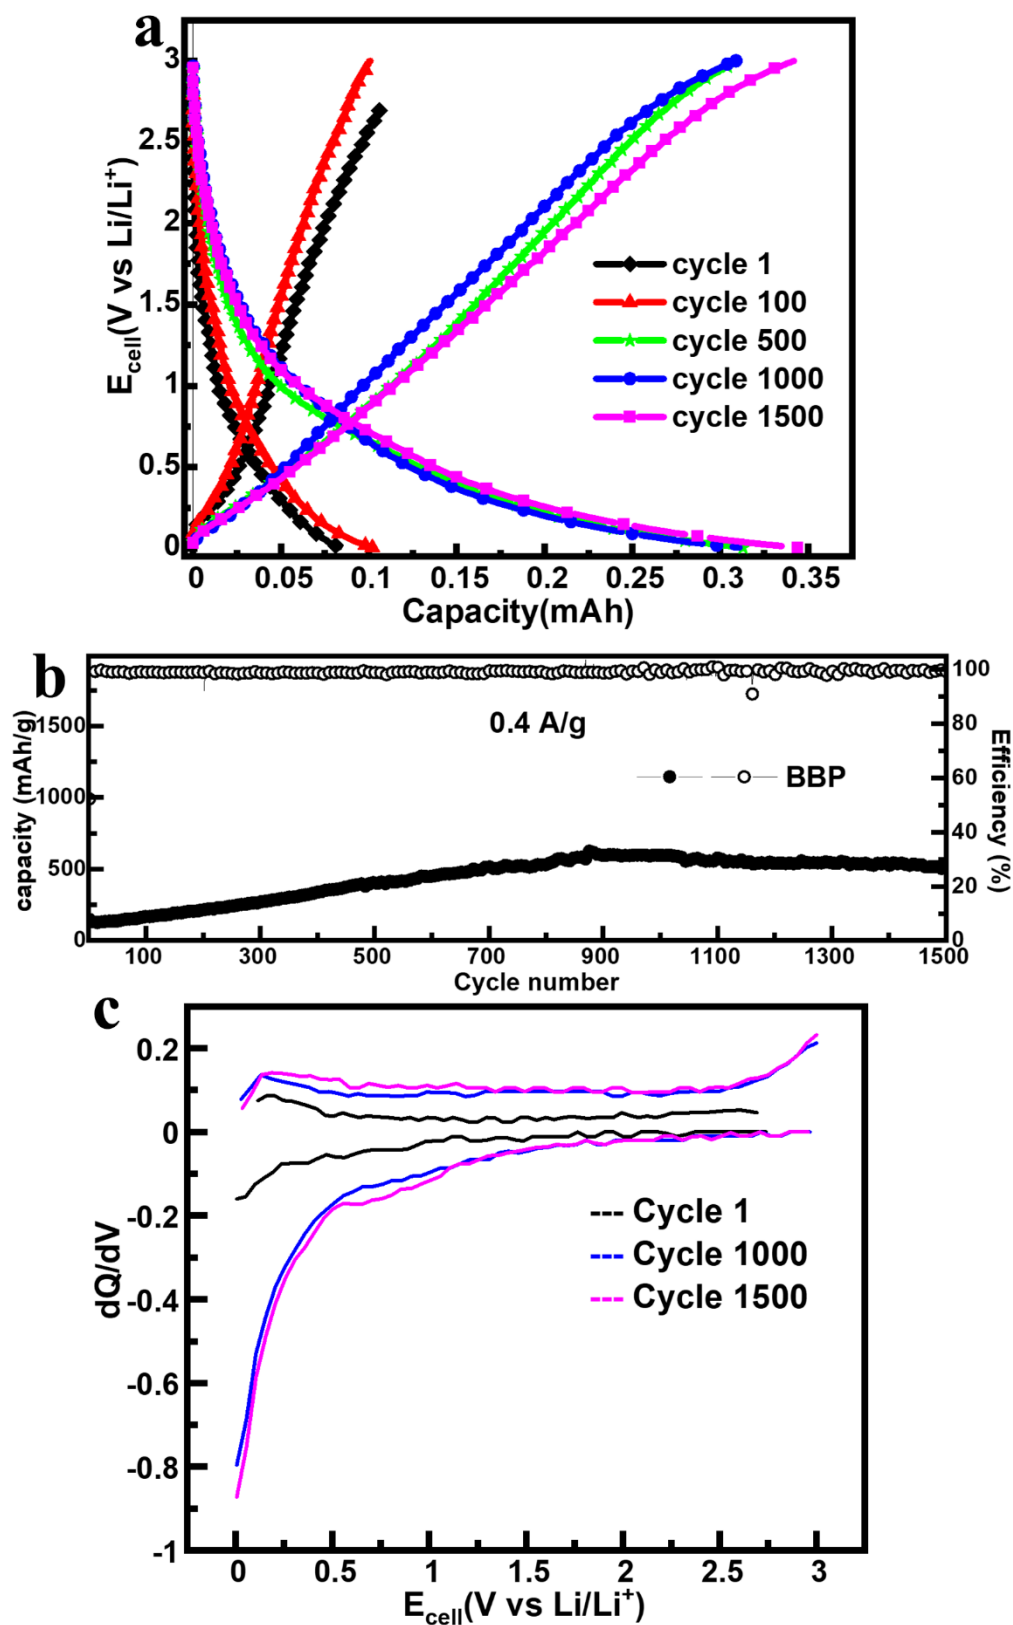 a
3
2.5
2
1.5
1
0.5
0
E_cell(V vs Li/Li⁺)
cycle 1
cycle 100
cycle 500
cycle 1000
cycle 1500
0 0.05 0.1 0.15 0.2 0.25 0.3 0.35
Capacity(mAh)
b
capacity (mAh/g)
1500
1000
500
0
0.4 A/g
BBP
100
80
60
40
20
0
Efficiency (%)
100 300 500 700 900 1100 1300 1500
Cycle number
c
0.2
0
-0.2
-0.4
-0.6
-0.8
-1
dQ/dV
Cycle 1
Cycle 1000
Cycle 1500
0 0.5 1 1.5 2 2.5 3
E_cell(V vs Li/Li⁺)